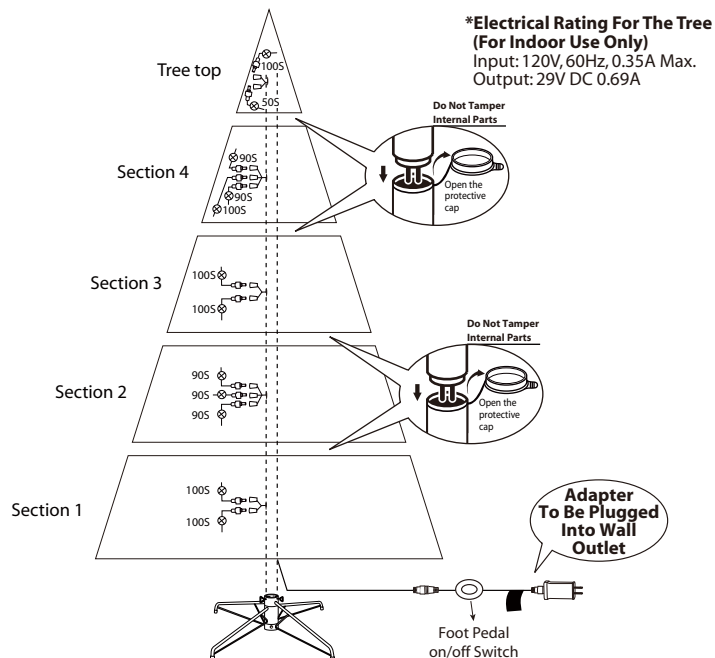 *Electrical Rating For The Tree
(For Indoor Use Only)
Input: 120V, 60Hz, 0.35A Max.
Output: 29V DC 0.69A
Tree top
100S
50S
Do Not Tamper
Internal Parts
Open the
protective
cap
Section 4
90S
90S
100S
Section 3
100S
100S
Do Not Tamper
Internal Parts
Open the
protective
cap
Section 2
90S
90S
90S
Section 1
100S
100S
Adapter
To Be Plugged
Into Wall
Outlet
Foot Pedal
on/off Switch